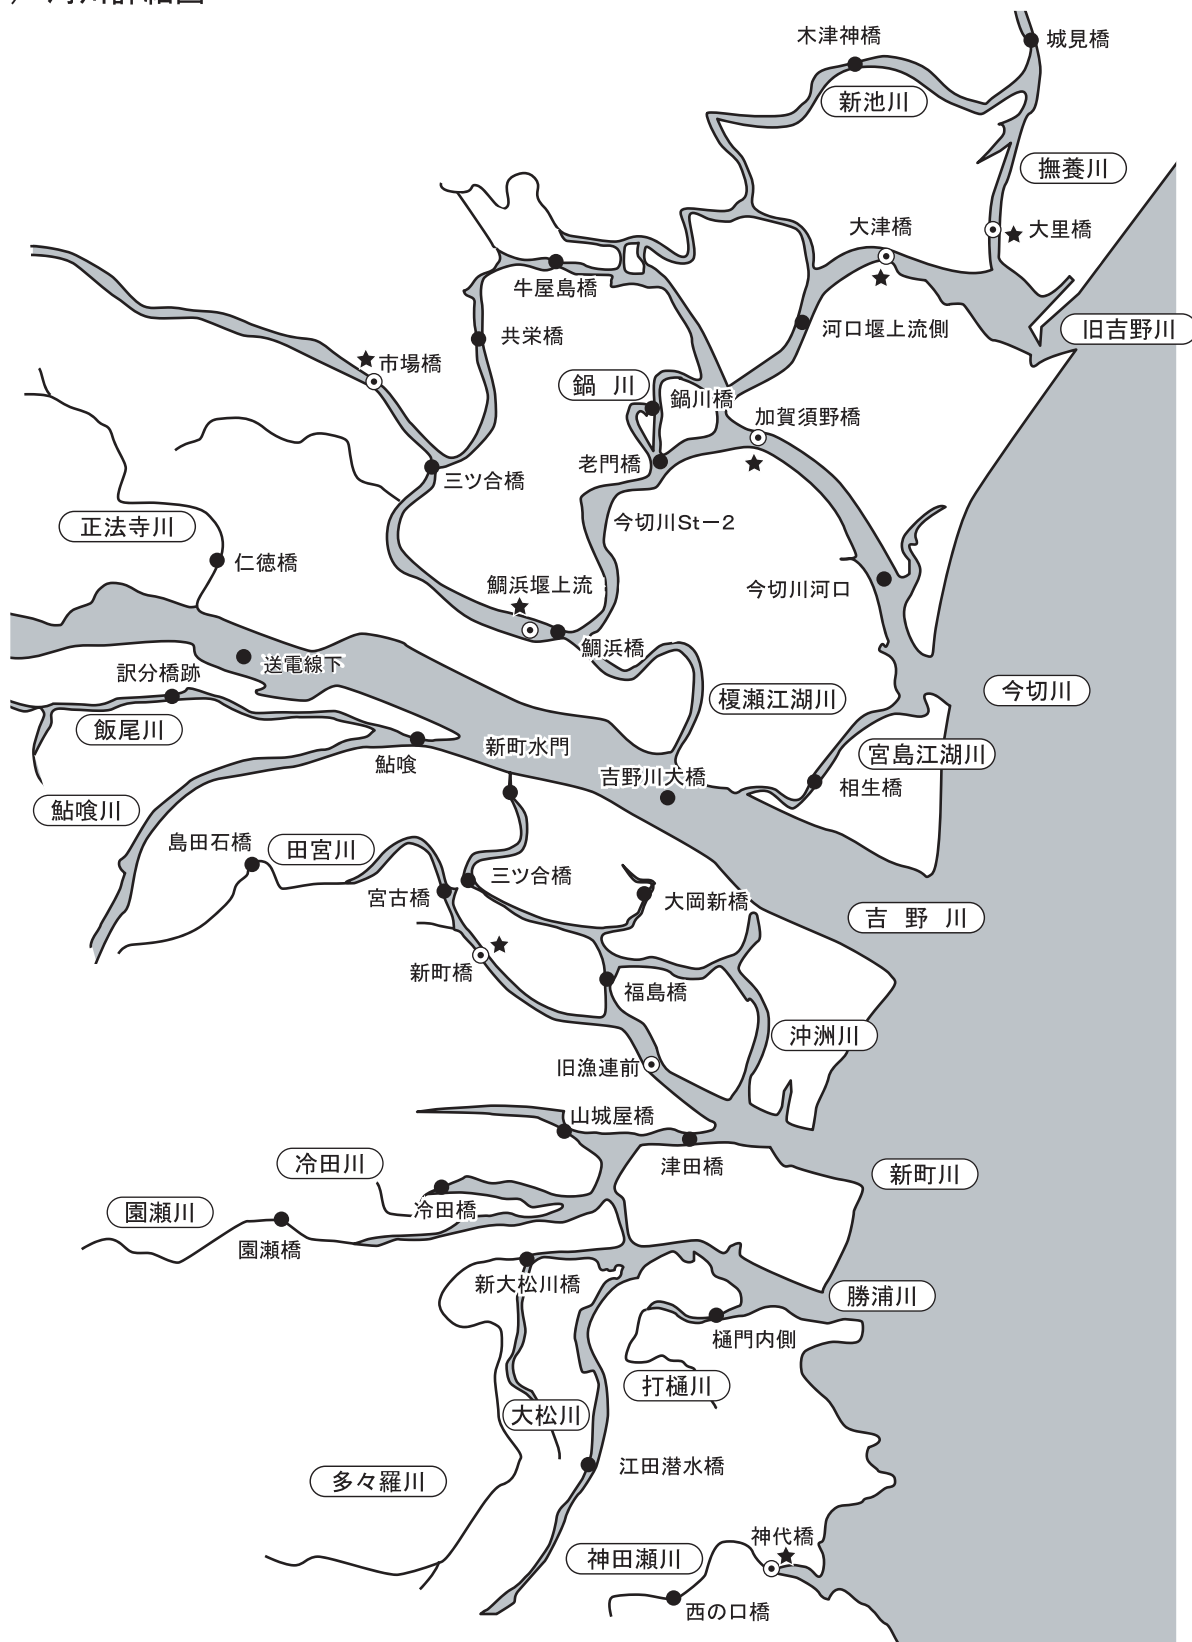 木津神橋
城見橋
新池川
撫養川
大津橋
大里橋
牛屋島橋
河口堰上流側
旧吉野川
共栄橋
市場橋
鍋 川
鍋川橋
加賀須野橋
老門橋
三ツ合橋
今切川St−2
正法寺川
仁徳橋
鯛浜堰上流
今切川河口
鯛浜橋
送電線下
訳分橋跡
榎瀬江湖川
今切川
飯尾川
新町水門
宮島江湖川
鮎喰
吉野川大橋
相生橋
鮎喰川
島田石橋
田宮川
三ツ合橋
宮古橋
大岡新橋
吉 野 川
新町橋
福島橋
沖洲川
旧漁連前
山城屋橋
冷田川
津田橋
新町川
園瀬川
冷田橋
園瀬橋
新大松川橋
勝浦川
樋門内側
打樋川
大松川
江田潜水橋
多々羅川
神代橋
神田瀬川
西の口橋